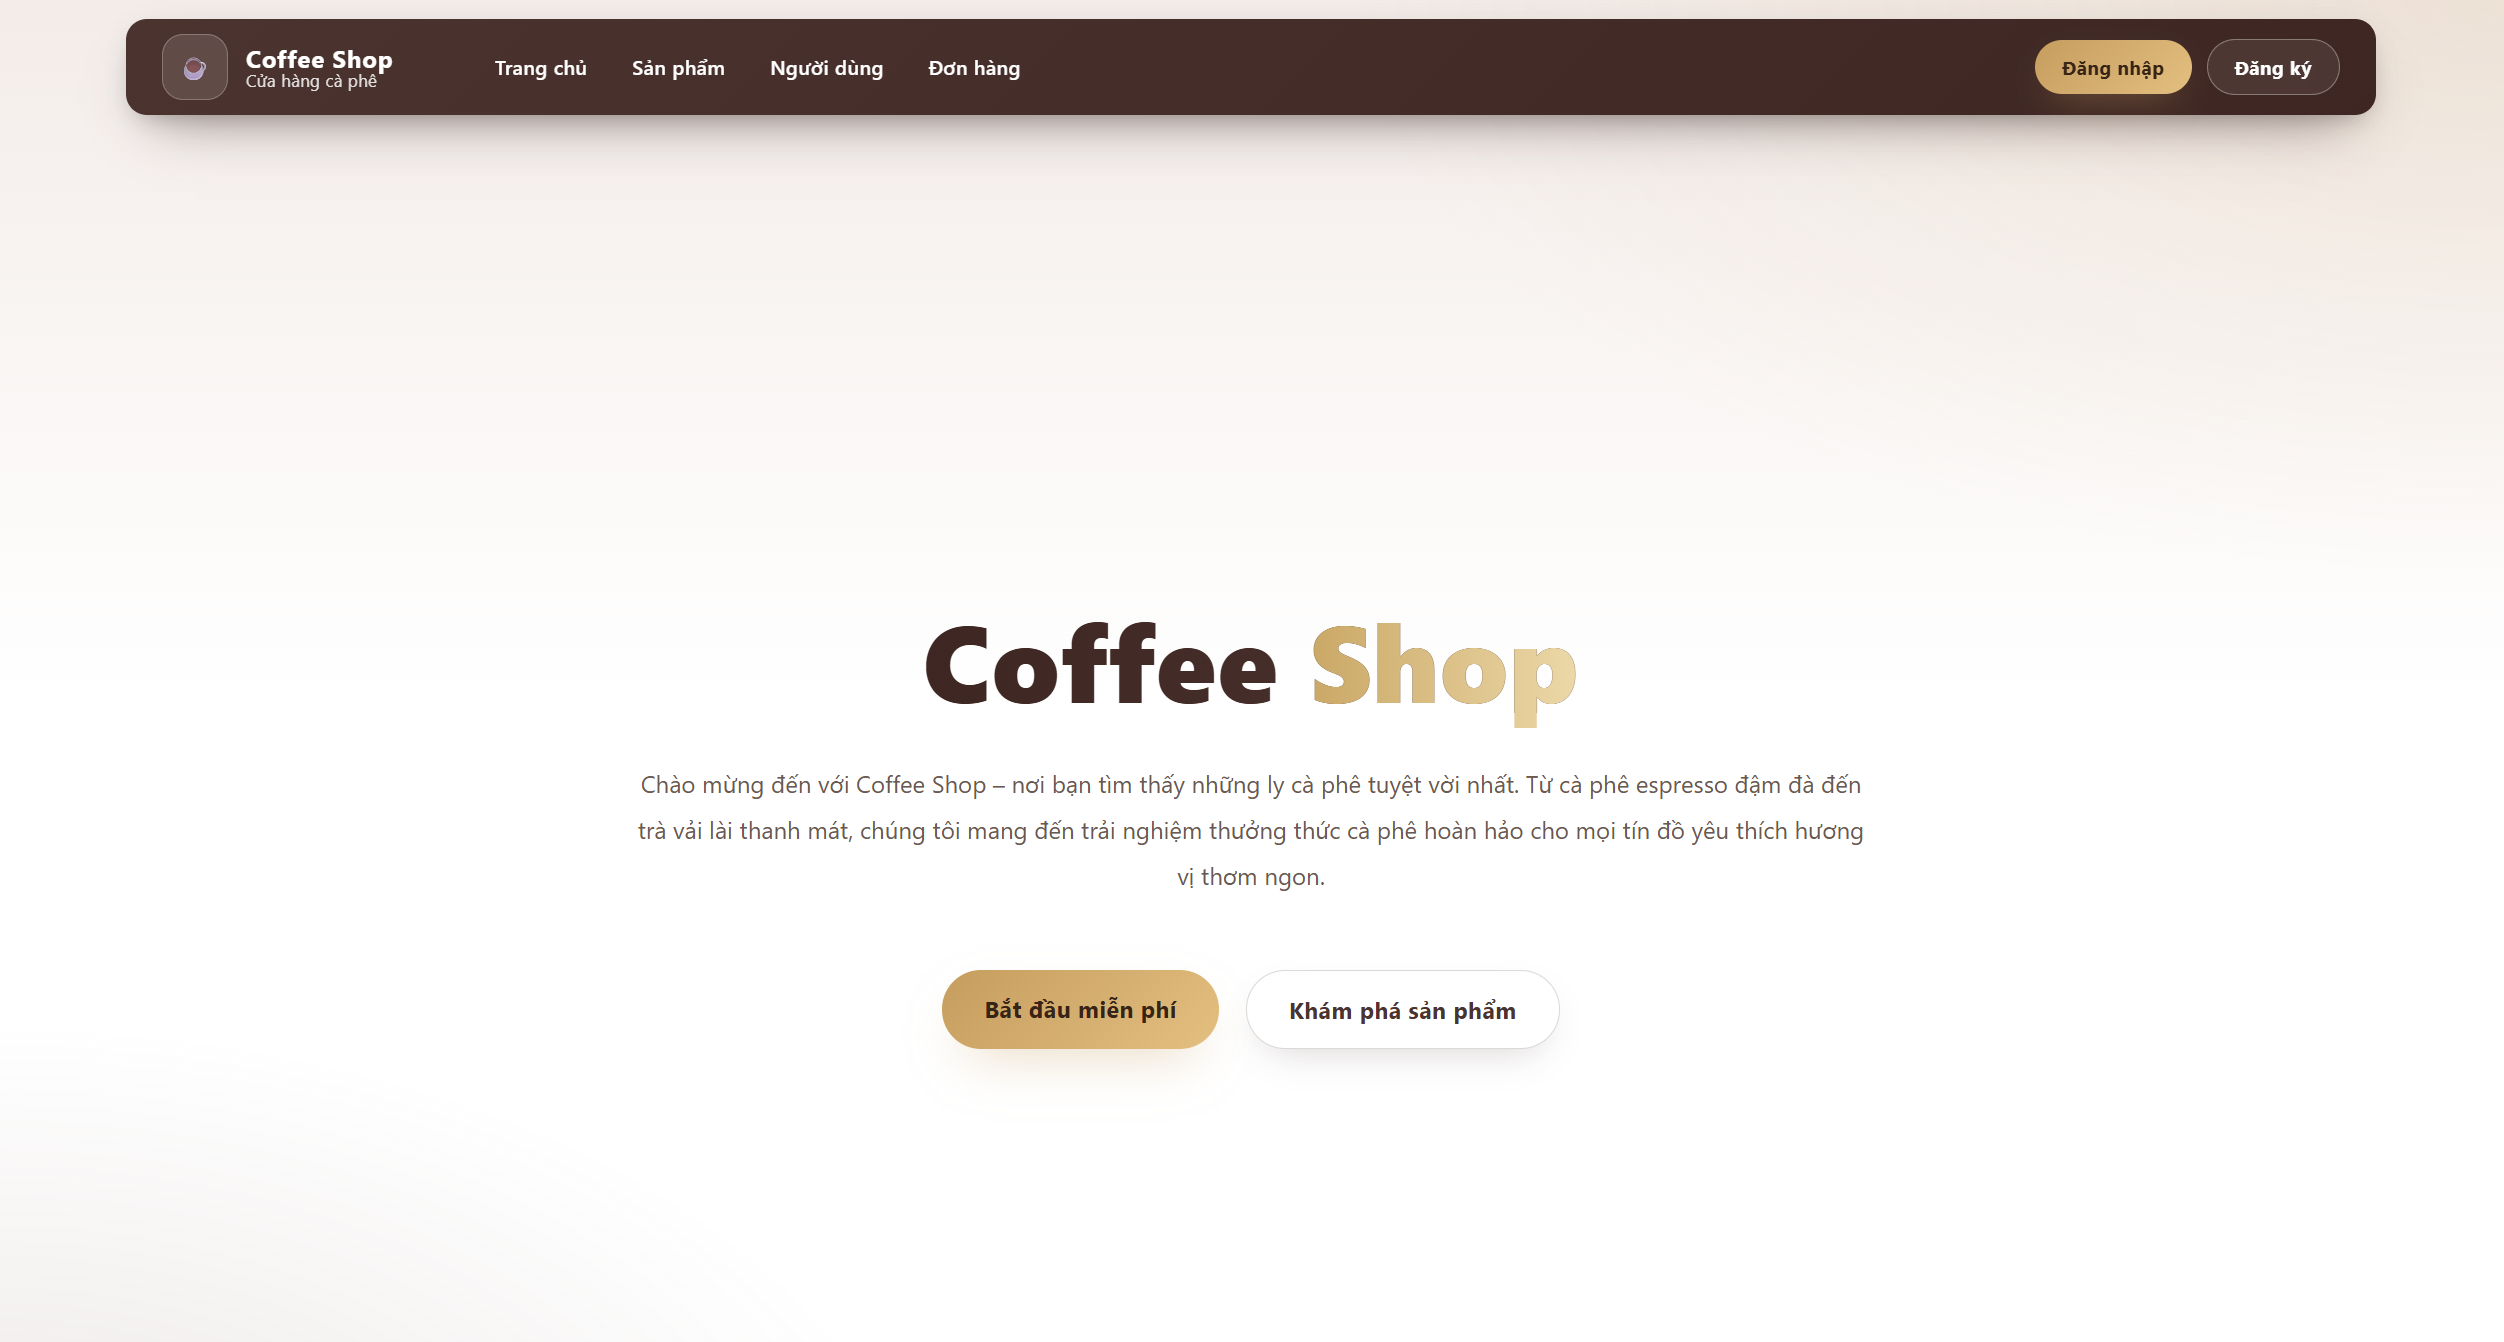 Coffee Shop
Cửa hàng cà phê
Trang chủ
Sản phẩm
Người dùng
Đơn hàng
Đăng nhập
Đăng ký
Coffee Shop
Chào mừng đến với Coffee Shop – nơi bạn tìm thấy những ly cà phê tuyệt vời nhất. Từ cà phê espresso đậm đà đến
trà vải lài thanh mát, chúng tôi mang đến trải nghiệm thưởng thức cà phê hoàn hảo cho mọi tín đồ yêu thích hương
vị thơm ngon.
Bắt đầu miễn phí
Khám phá sản phẩm